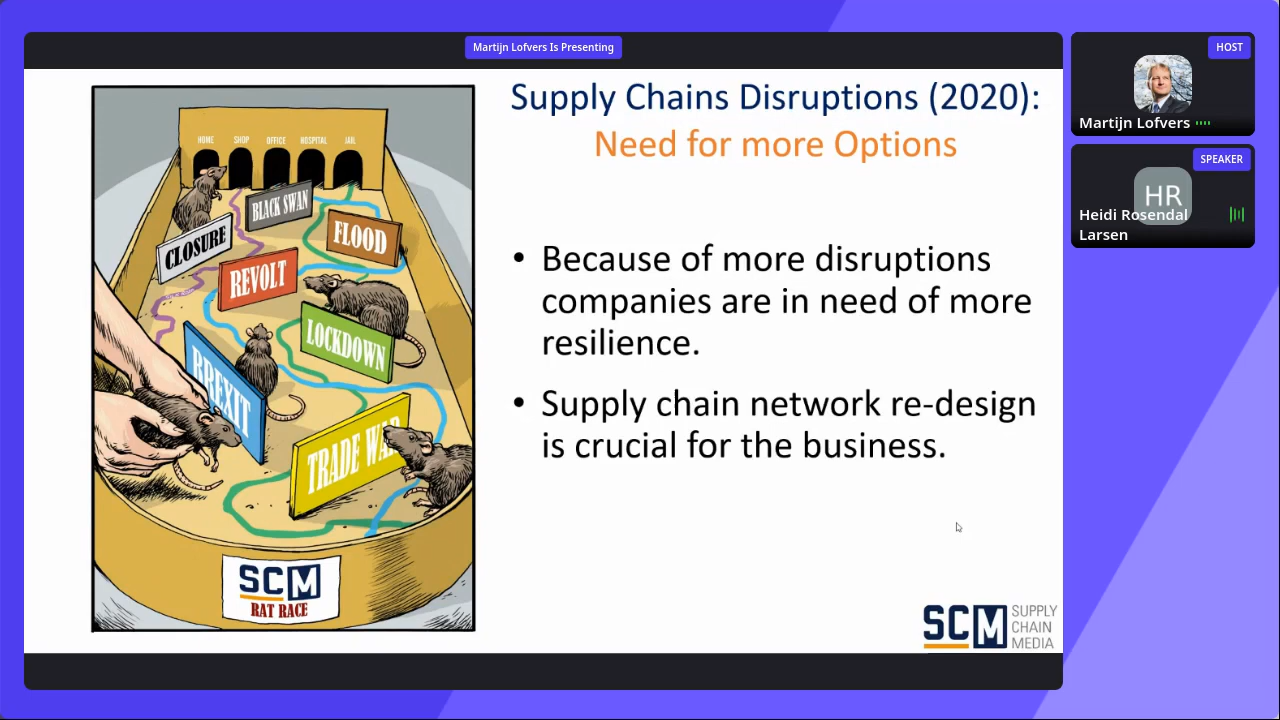 Martijn Lofvers Is Presenting
HOST
Martijn Lofvers
SPEAKER
HR
Heidi Rosendal
Larsen
Supply Chains Disruptions (2020):
Need for more Options
• Because of more disruptions
companies are in need of more
resilience.
• Supply chain network re-design
is crucial for the business.
HOME SHOP OFFICE HOSPITAL JAIL
BLACK SWAN
CLOSURE
FLOOD
REVOLT
LOCKDOWN
BREXIT
TRADE WAR
SCM
RAT RACE
SCM
SUPPLY
CHAIN
MEDIA